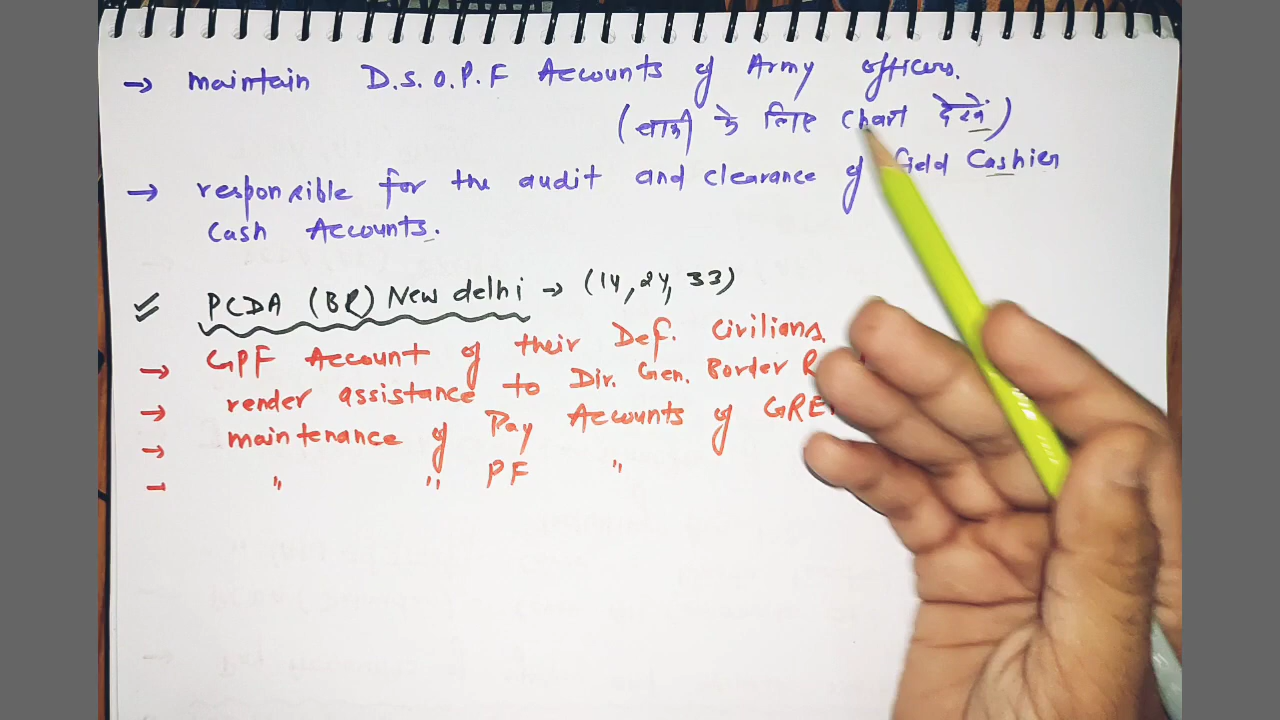 → maintain D.S.O.P.F Accounts of Army officers.
(बाकी के लिए chart देखें)
→ responsible for the audit and clearance of Field Cashier
Cash Accounts.
PCDA (BR) New delhi → (14, 24, 33)
→ GPF Account of their Def. Civilians.
→ render assistance to Dir. Gen. Border
→ maintenance of Pay Accounts of GREF
→ " " PF "